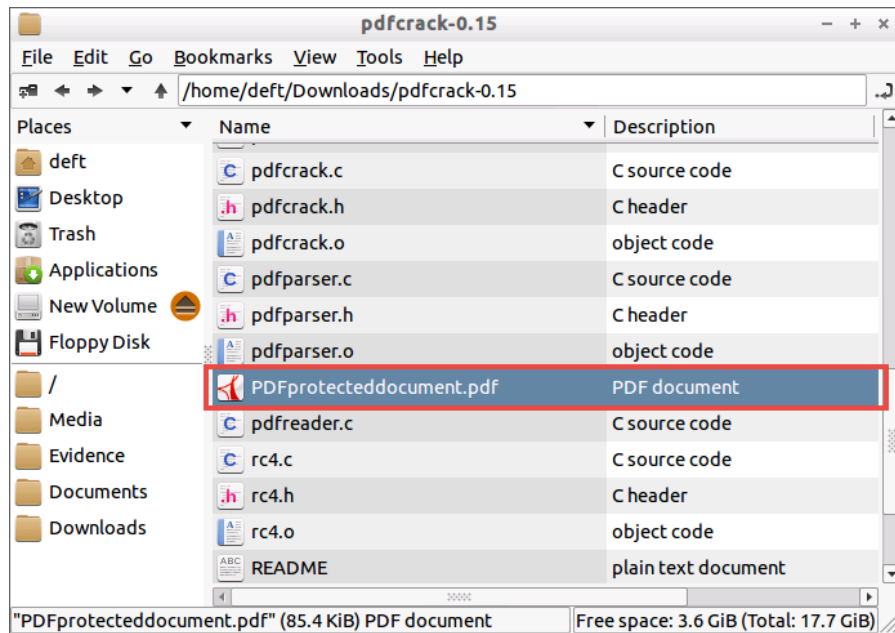 pdfcrack-0.15
File Edit Go Bookmarks View Tools Help
/home/deft/Downloads/pdfcrack-0.15
Places
deft
Desktop
Trash
Applications
New Volume
Floppy Disk
/
Media
Evidence
Documents
Downloads
Name Description
C pdfcrack.c C source code
.h pdfcrack.h C header
pdfcrack.o object code
C pdfparser.c C source code
.h pdfparser.h C header
pdfparser.o object code
PDFprotecteddocument.pdf PDF document
C pdfreader.c C source code
C rc4.c C source code
.h rc4.h C header
rc4.o object code
ABC README plain text document
"PDFprotecteddocument.pdf" (85.4 KiB) PDF document Free space: 3.6 GiB (Total: 17.7 GiB)